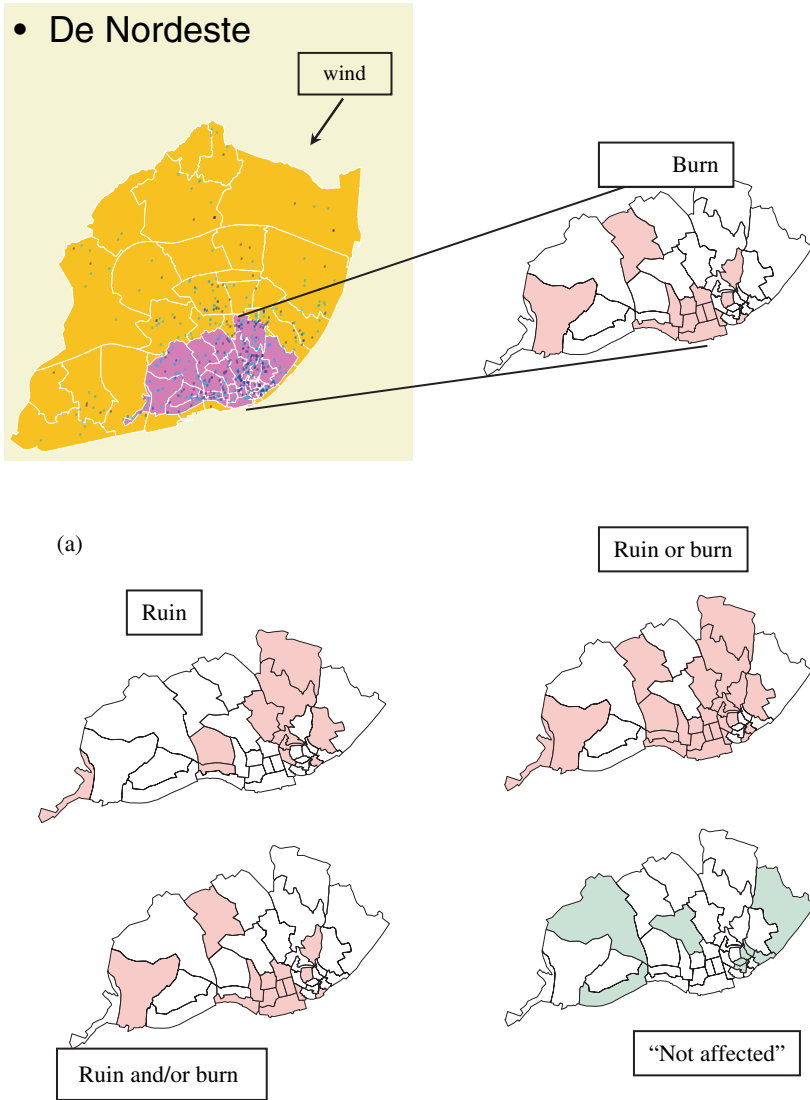 • De Nordeste
wind
Burn
(a)
Ruin or burn
Ruin
Ruin and/or burn
“Not affected”